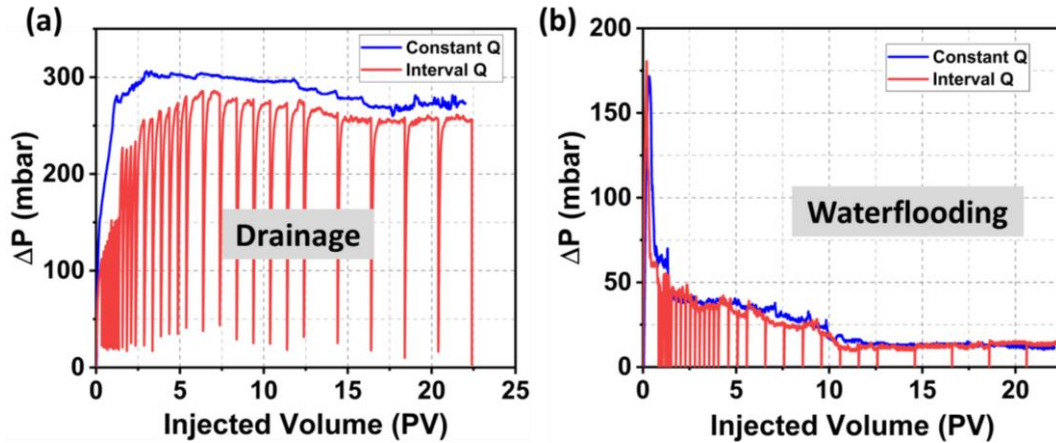 (a)
Constant Q
Interval Q
Drainage
ΔP (mbar)
400
300
200
100
0
0 5 10 15 20 25
Injected Volume (PV)
(b)
Constant Q
Interval Q
Waterflooding
ΔP (mbar)
200
150
100
50
0
0 5 10 15 20
Injected Volume (PV)